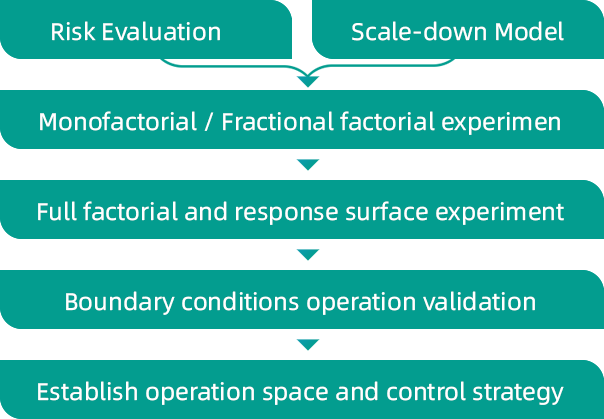 Risk Evaluation
Scale-down Model
Monofactorial / Fractional factorial experimen
Full factorial and response surface experiment
Boundary conditions operation validation
Establish operation space and control strategy